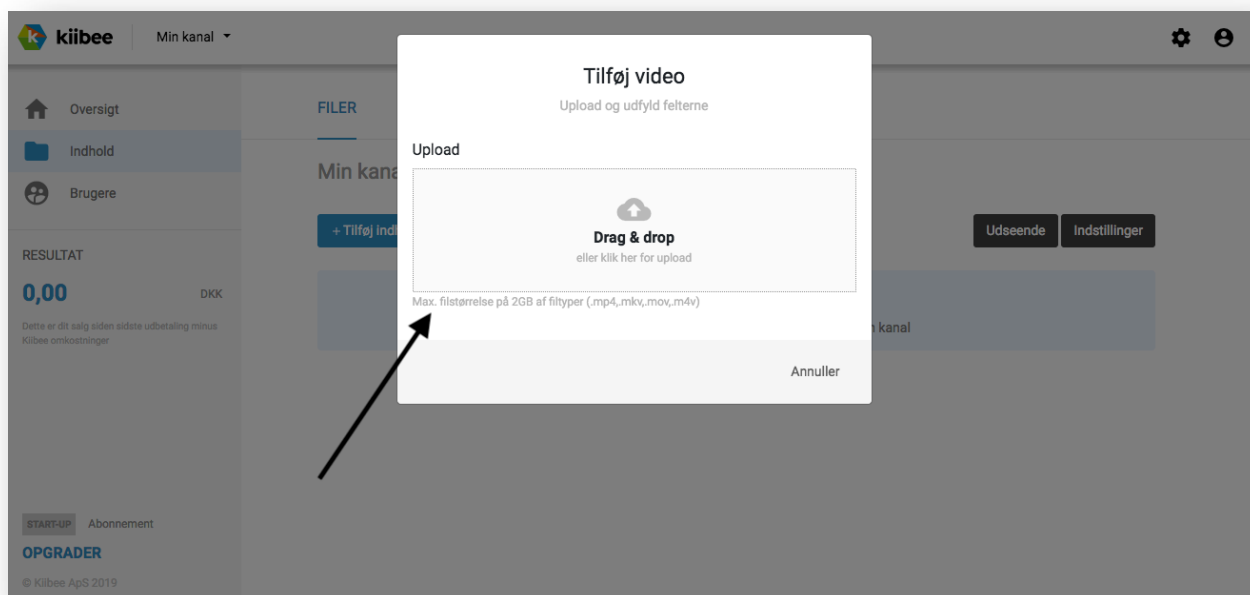 kiibee
Min kanal
Oversigt
Indhold
Brugere
RESULTAT
0,00 DKK
Dette er dit salg siden sidste udbetaling minus
Kiibee omkostninger
START-UP Abonnement
OPGRADER
© Kiibee ApS 2019
FILER
Min kana
+ Tilføj indh
Udseende
Indstillinger
kanal
Tilføj video
Upload og udfyld felterne
Upload
Drag & drop
eller klik her for upload
Max. filstørrelse på 2GB af filtyper (.mp4,.mkv,.mov,.m4v)
Annuller